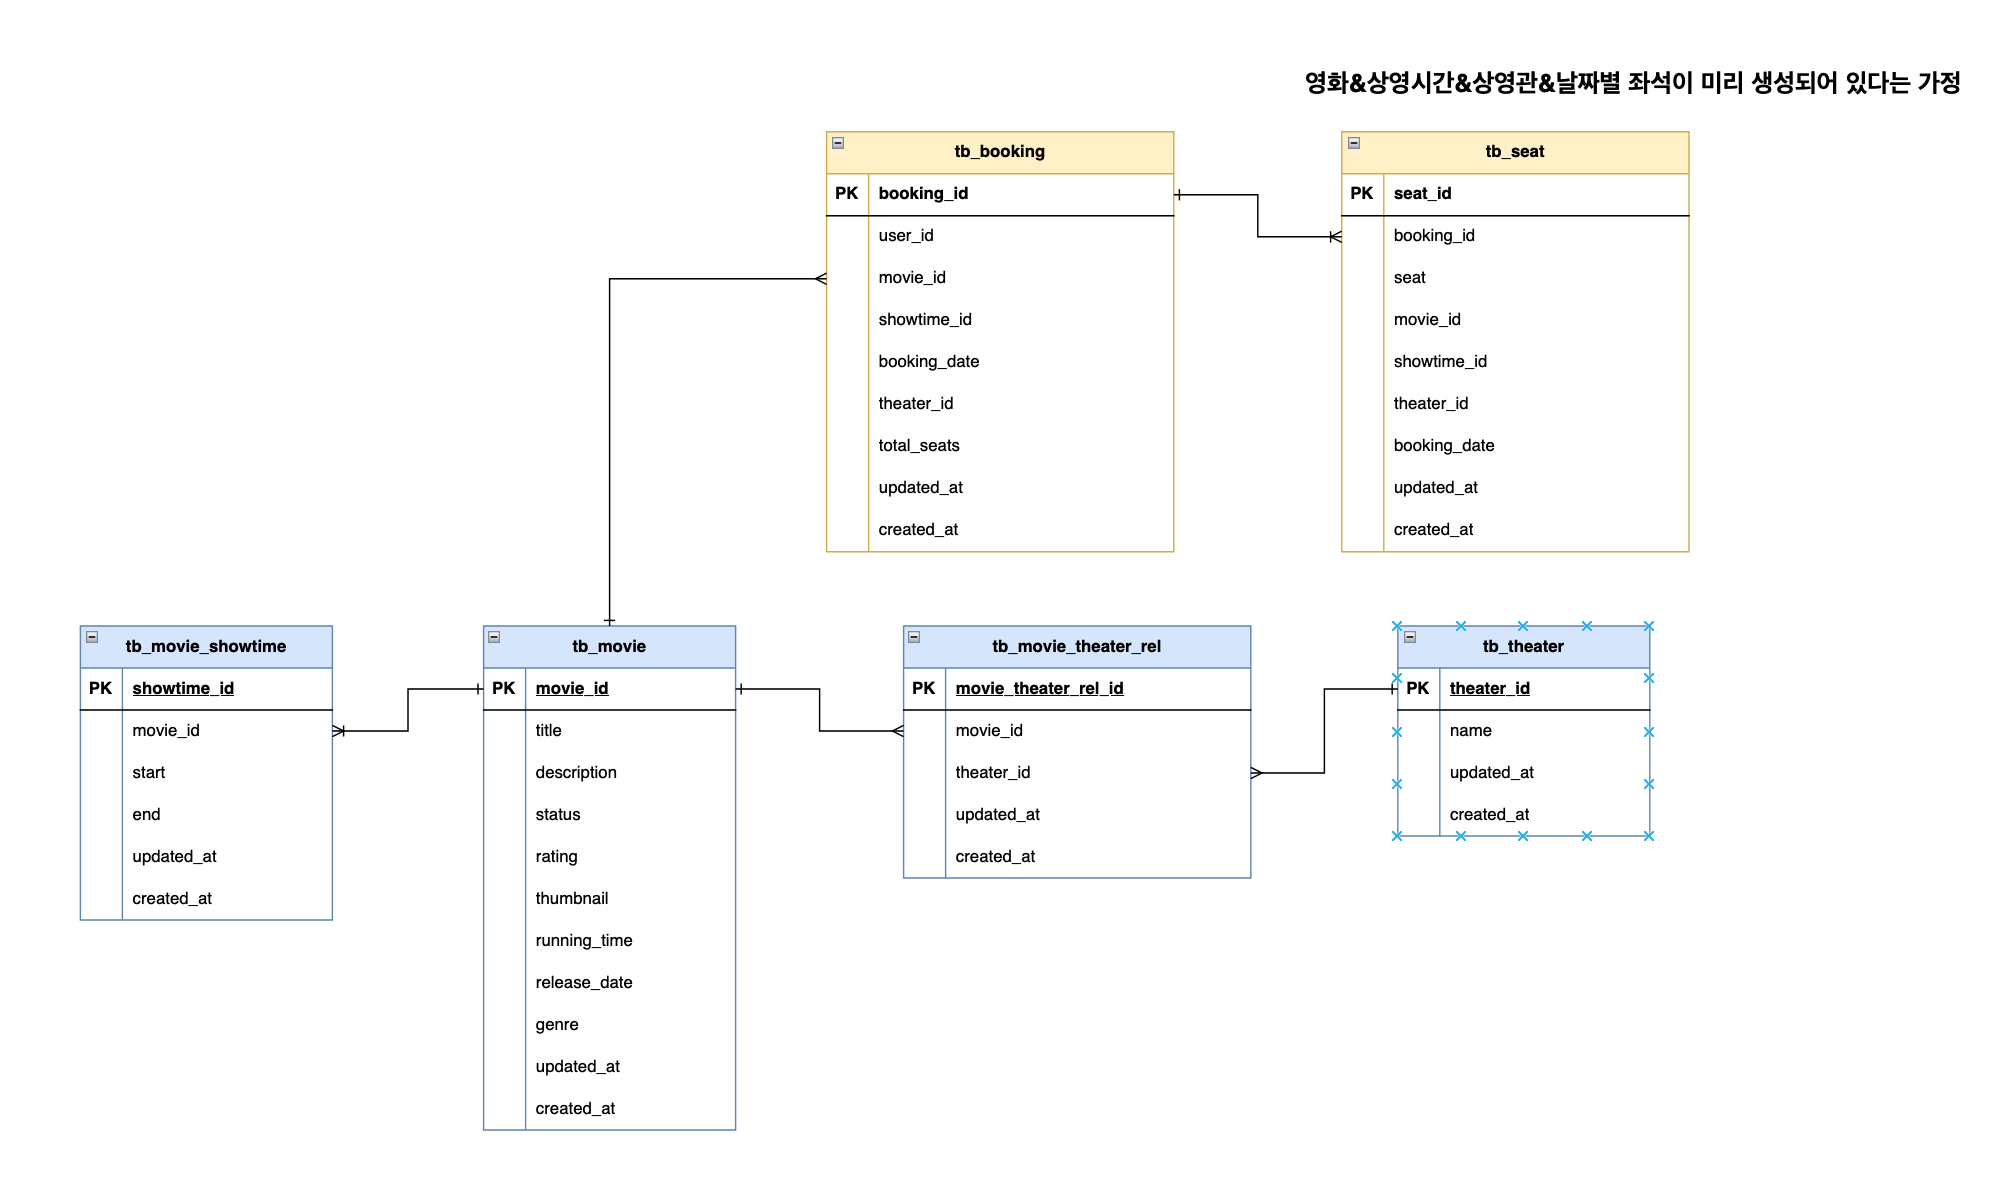 영화&상영시간&상영관&날짜별 좌석이 미리 생성되어 있다는 가정
tb_booking
PK booking_id
user_id
movie_id
showtime_id
booking_date
theater_id
total_seats
updated_at
created_at
tb_seat
PK seat_id
booking_id
seat
movie_id
showtime_id
theater_id
booking_date
updated_at
created_at
tb_movie_showtime
PK showtime_id
movie_id
start
end
updated_at
created_at
tb_movie
PK movie_id
title
description
status
rating
thumbnail
running_time
release_date
genre
updated_at
created_at
tb_movie_theater_rel
PK movie_theater_rel_id
movie_id
theater_id
updated_at
created_at
tb_theater
PK theater_id
name
updated_at
created_at